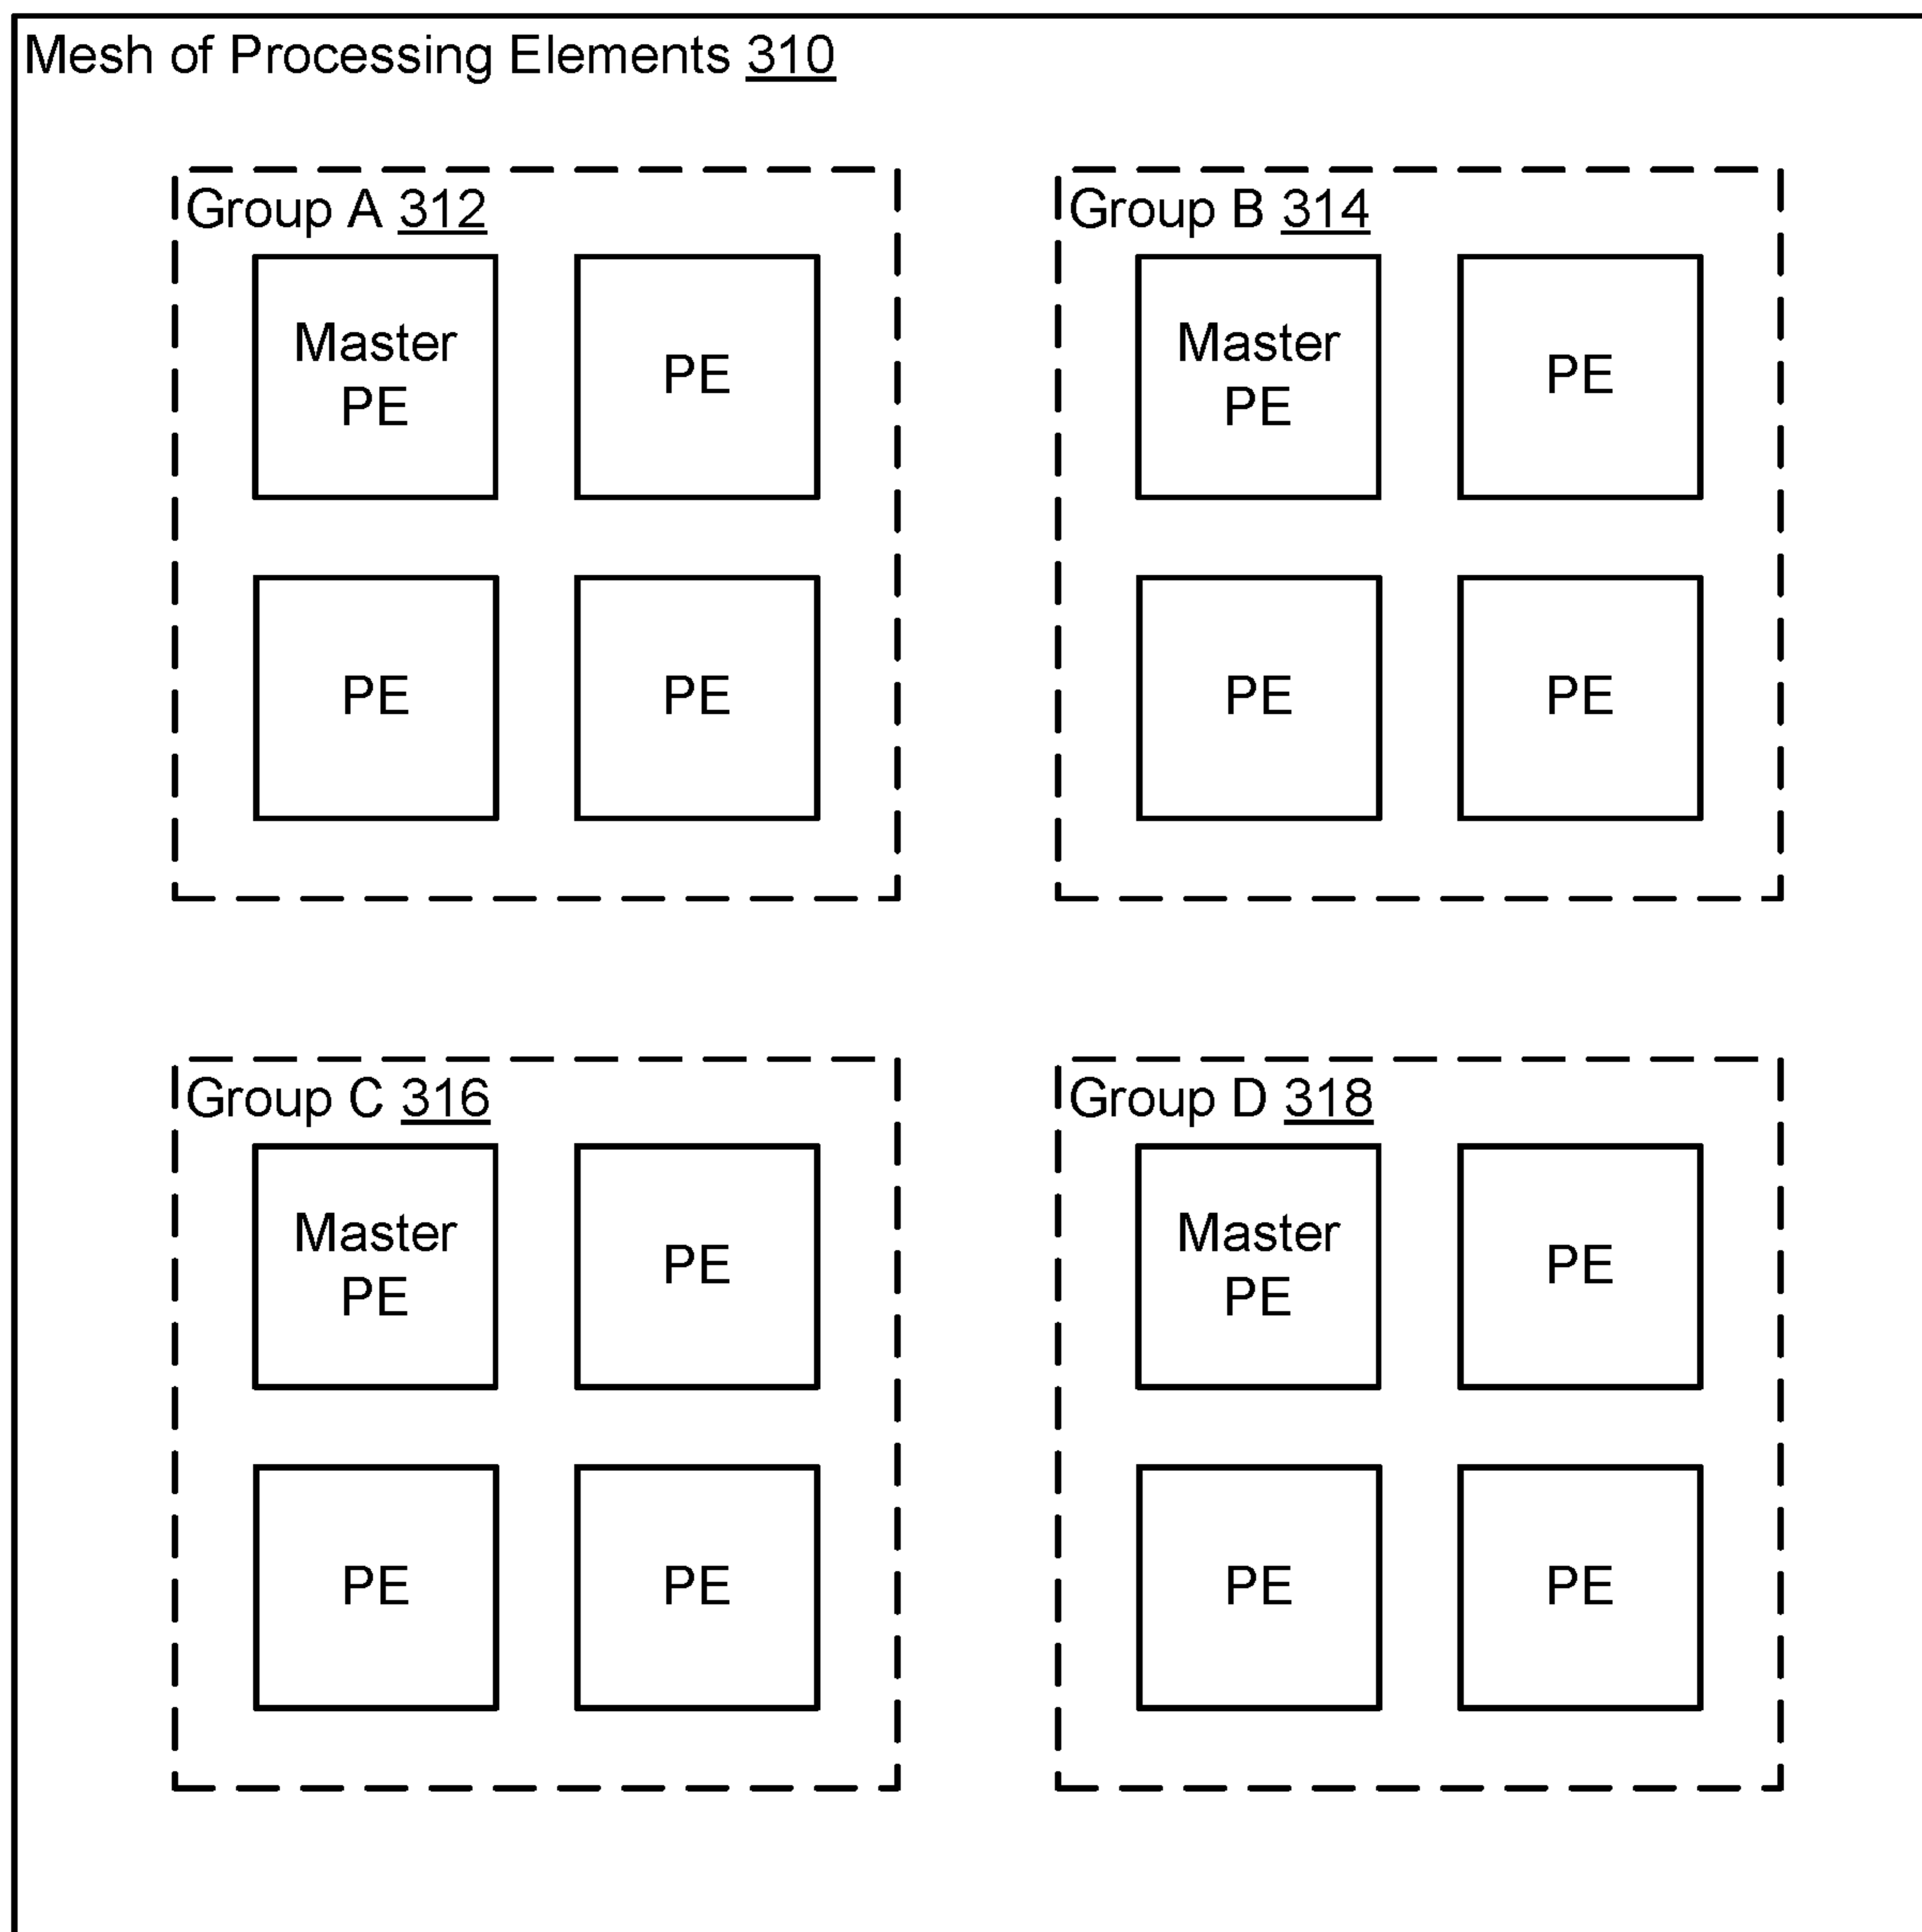 Mesh of Processing Elements 310
Group A 312
Master
PE
PE
PE
PE
Group B 314
Master
PE
PE
PE
PE
Group C 316
Master
PE
PE
PE
PE
Group D 318
Master
PE
PE
PE
PE